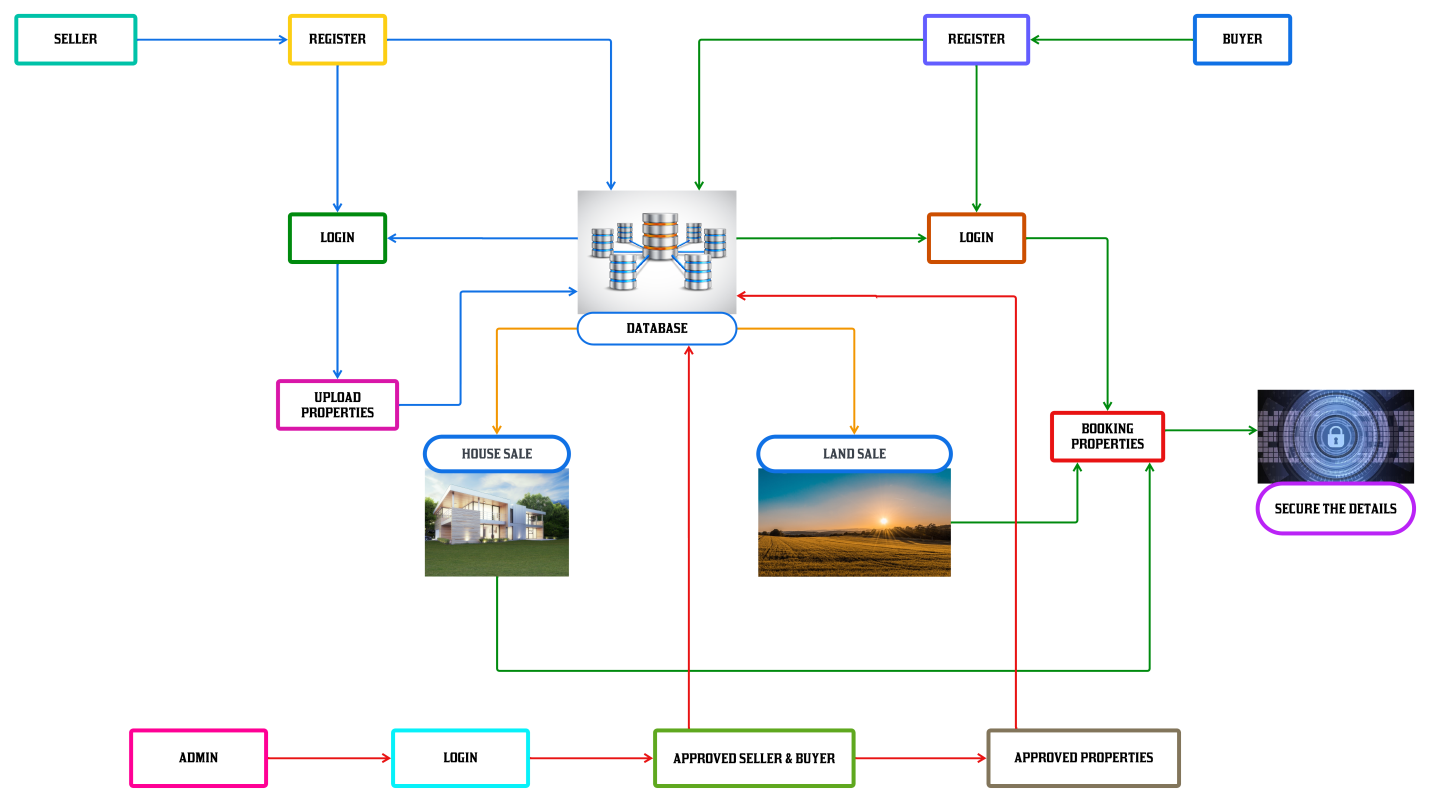 SELLER
REGISTER
REGISTER
BUYER
LOGIN
LOGIN
DATABASE
UPLOAD
PROPERTIES
HOUSE SALE
LAND SALE
BOOKING
PROPERTIES
SECURE THE DETAILS
ADMIN
LOGIN
APPROVED SELLER & BUYER
APPROVED PROPERTIES